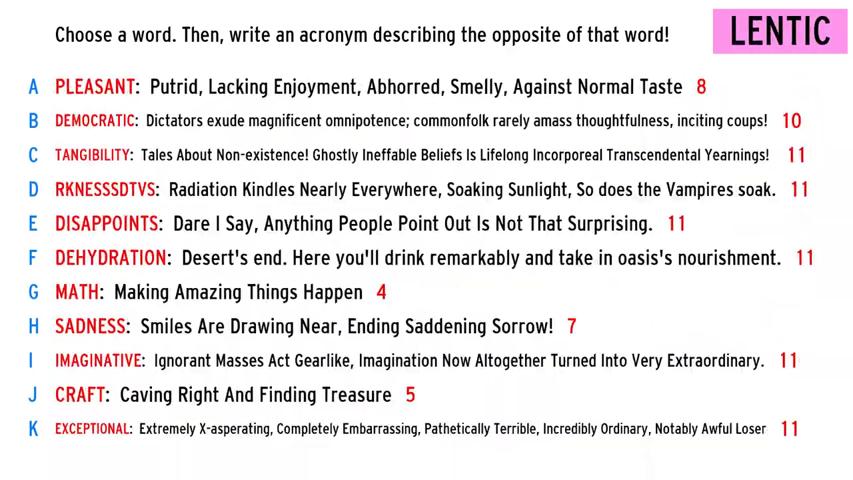 Choose a word. Then, write an acronym describing the opposite of that word! LENTIC
A PLEASANT: Putrid, Lacking Enjoyment, Abhorred, Smelly, Against Normal Taste 8
B DEMOCRATIC: Dictators exude magnificent omnipotence; commonfolk rarely amass thoughtfulness, inciting coups! 10
C TANGIBILITY: Tales About Non-existence! Ghostly Ineffable Beliefs Is Lifelong Incorporeal Transcendental Yearnings! 11
D RKNESSSDTVS: Radiation Kindles Nearly Everywhere, Soaking Sunlight, So does the Vampires soak. 11
E DISAPPOINTS: Dare I Say, Anything People Point Out Is Not That Surprising. 11
F DEHYDRATION: Desert's end. Here you'll drink remarkably and take in oasis's nourishment. 11
G MATH: Making Amazing Things Happen 4
H SADNESS: Smiles Are Drawing Near, Ending Saddening Sorrow! 7
I IMAGINATIVE: Ignorant Masses Act Gearlike, Imagination Now Altogether Turned Into Very Extraordinary. 11
J CRAFT: Caving Right And Finding Treasure 5
K EXCEPTIONAL: Extremely X-asperating, Completely Embarrassing, Pathetically Terrible, Incredibly Ordinary, Notably Awful Loser 11